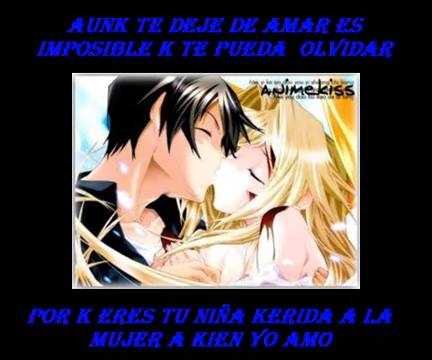 AUNK TE DEJE DE AMAR ES
IMPOSIBLE K TE PUEDA OLVIDAR
ANIMEKISS
POR K ERES TU NIÑA KERIDA A LA
MUJER A KIEN YO AMO